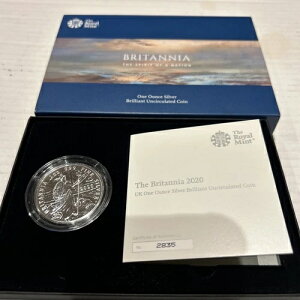 The Royal Mint
BRITANNIA
THE SPIRIT OF A NATION
One Ounce Silver
Brilliant Uncirculated Coin
The Royal Mint
The Britannia 2020
UK One Ounce Silver Brilliant Uncirculated Coin
No 2835